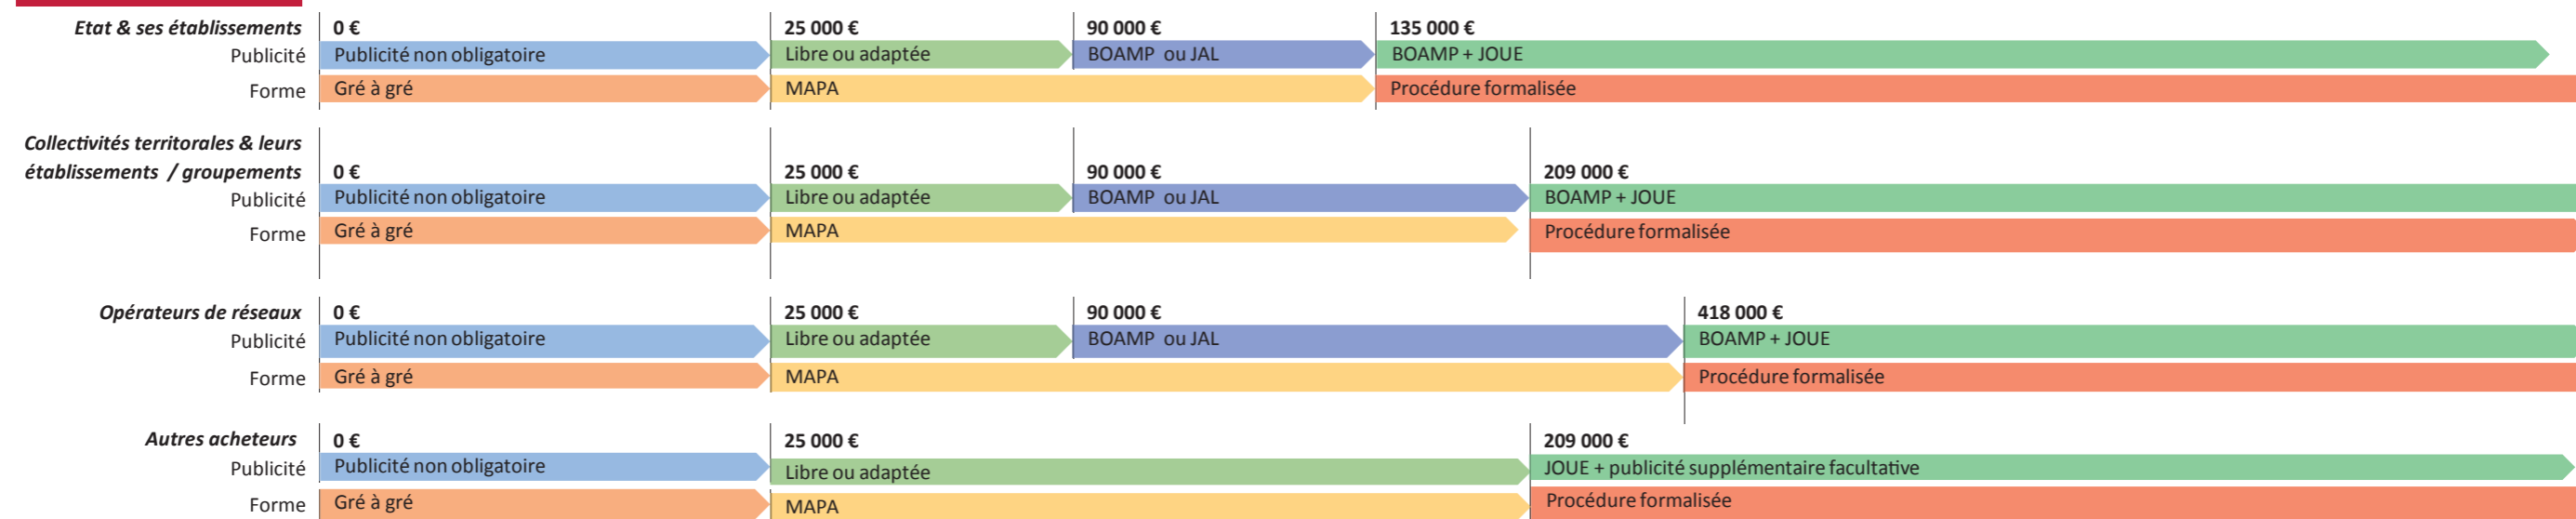 Etat & ses établissements 0 € 25 000 € 90 000 € 135 000 €
Publicité Publicité non obligatoire Libre ou adaptée BOAMP ou JAL BOAMP + JOUE
Forme Gré à gré MAPA Procédure formalisée
Collectivités territoriales & leurs
établissements / groupements 0 € 25 000 € 90 000 € 209 000 €
Publicité Publicité non obligatoire Libre ou adaptée BOAMP ou JAL BOAMP + JOUE
Forme Gré à gré MAPA Procédure formalisée
Opérateurs de réseaux 0 € 25 000 € 90 000 € 418 000 €
Publicité Publicité non obligatoire Libre ou adaptée BOAMP ou JAL BOAMP + JOUE
Forme Gré à gré MAPA Procédure formalisée
Autres acheteurs 0 € 25 000 € 209 000 €
Publicité Publicité non obligatoire Libre ou adaptée JOUE + publicité supplémentaire facultative
Forme Gré à gré MAPA Procédure formalisée